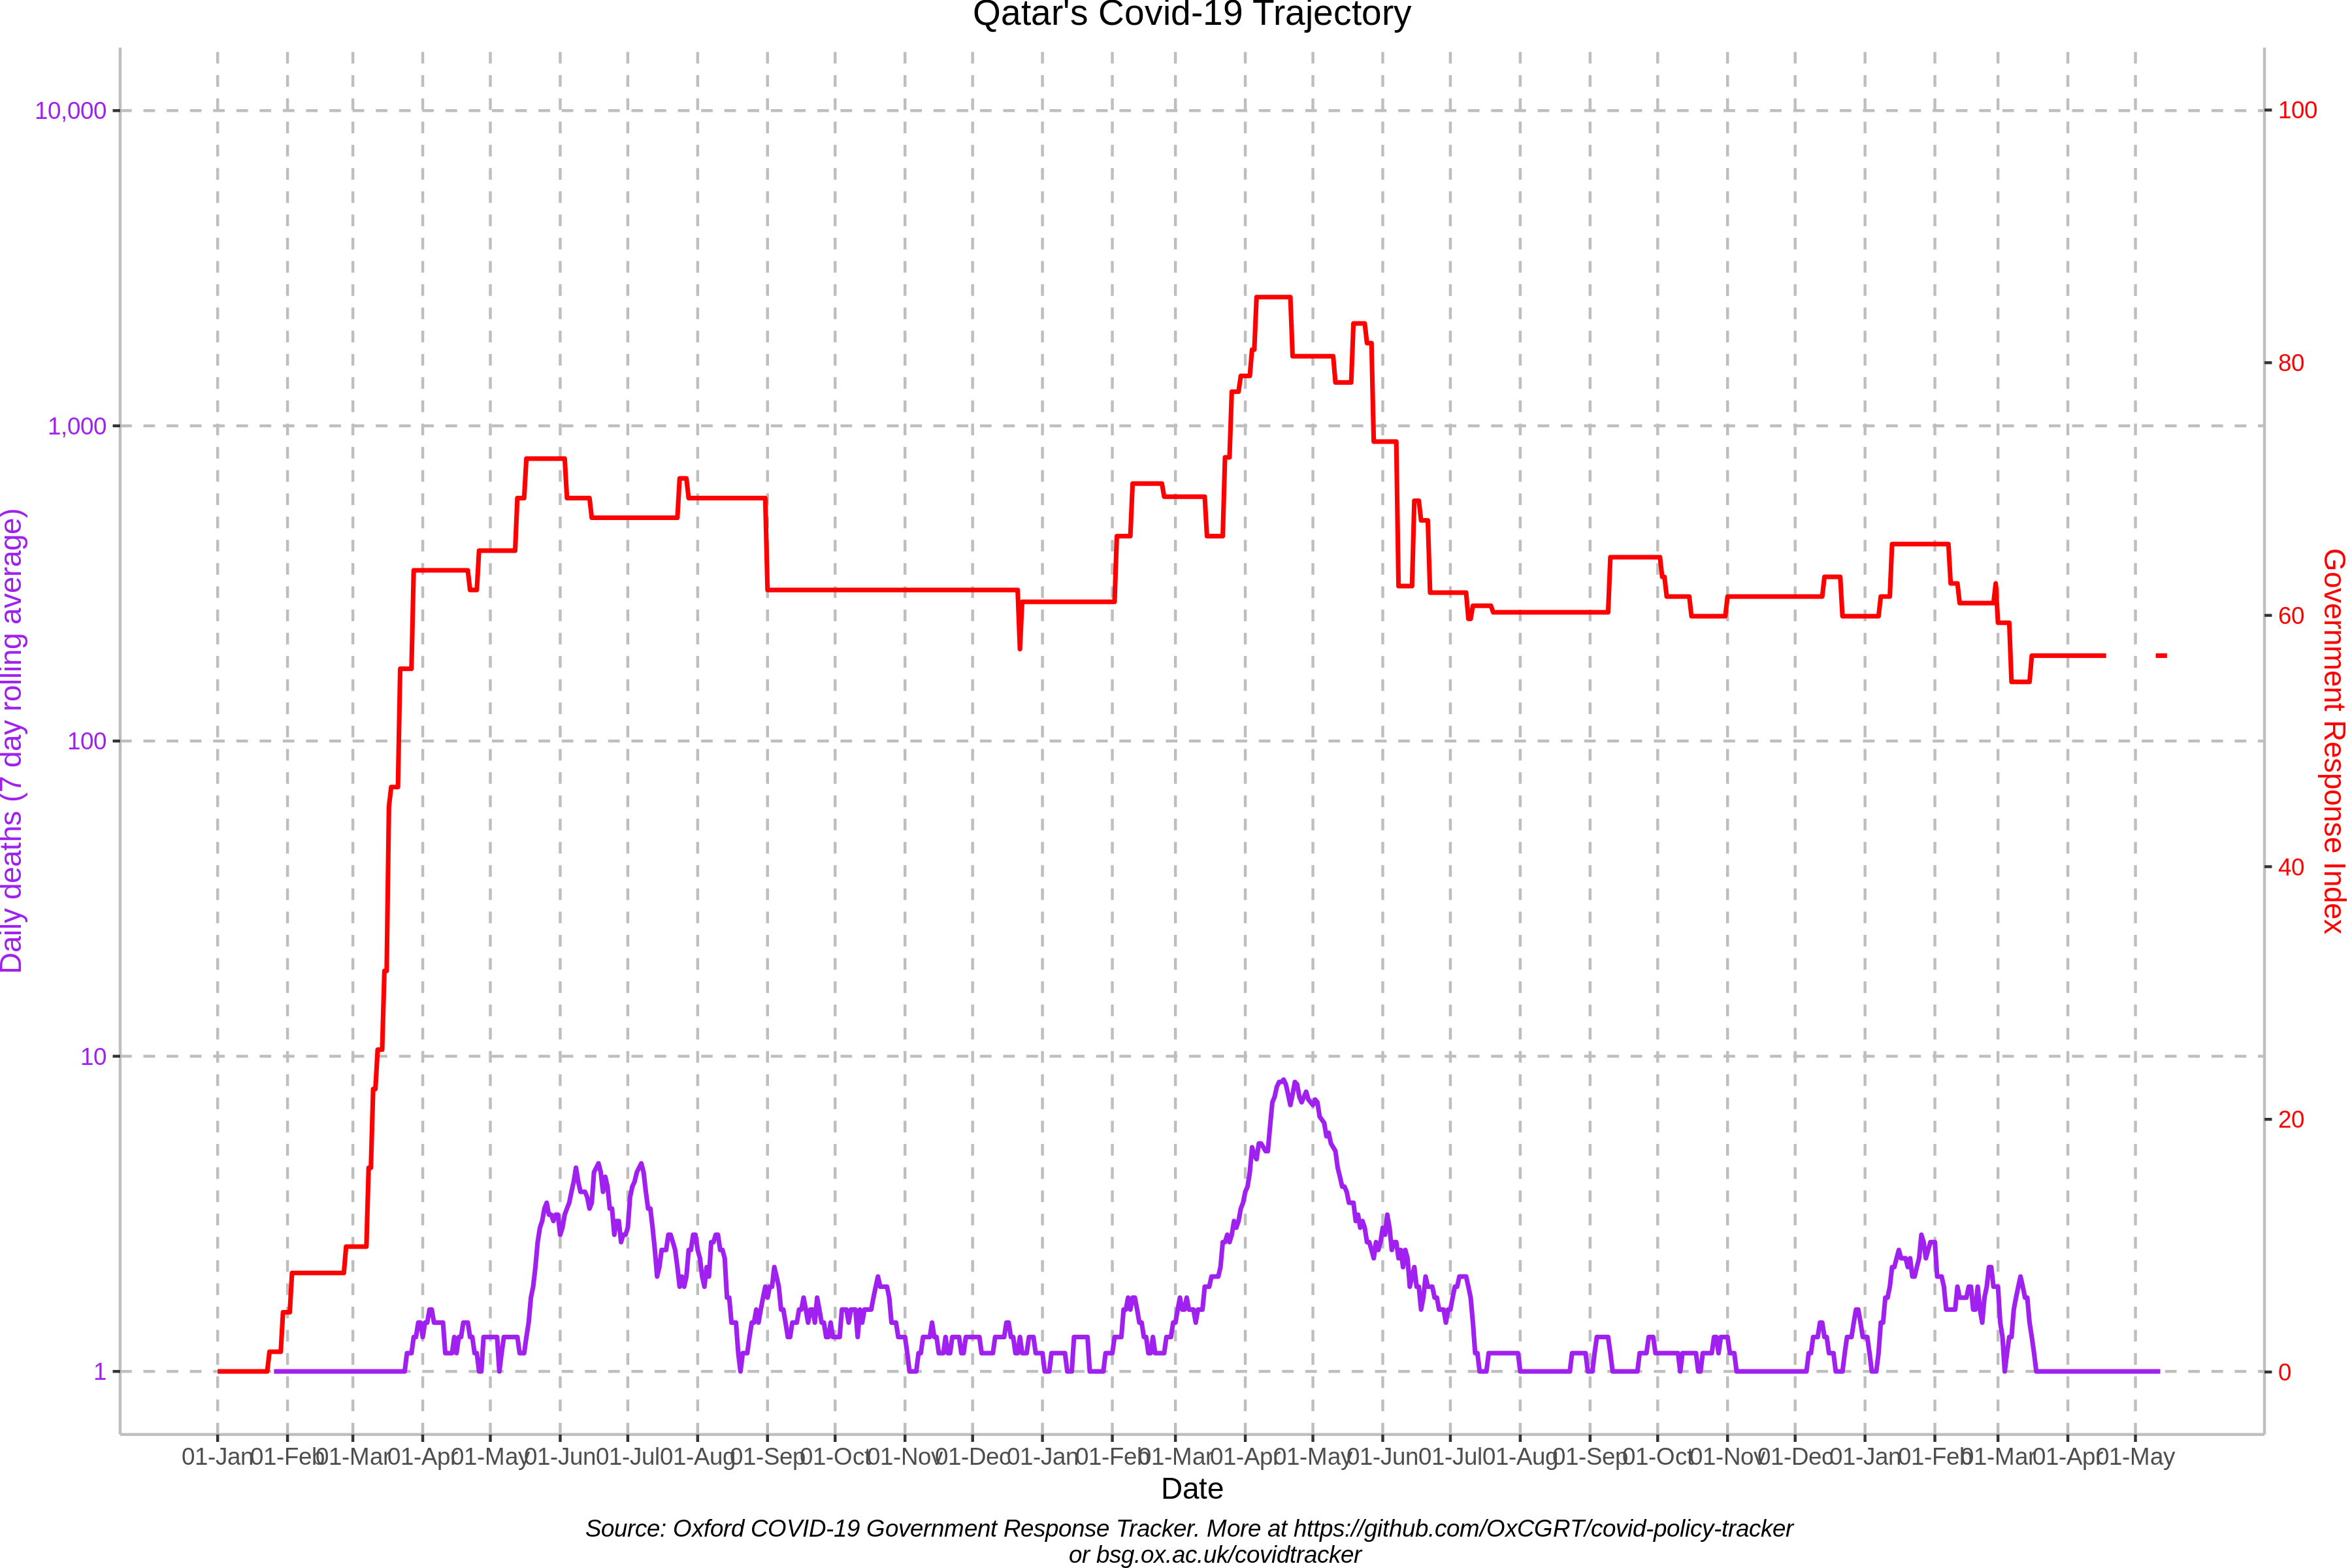 Qatar's Covid-19 Trajectory
10,000
1,000
100
10
1
Daily deaths (7 day rolling average)
100
80
60
40
20
0
Government Response Index
01-Jan 01-Feb 01-Mar 01-Apr 01-May 01-Jun 01-Jul 01-Aug 01-Sep 01-Oct 01-Nov 01-Dec 01-Jan 01-Feb 01-Mar 01-Apr 01-May 01-Jun 01-Jul 01-Aug 01-Sep 01-Oct 01-Nov 01-Dec 01-Jan 01-Feb 01-Mar 01-Apr 01-May
Date
Source: Oxford COVID-19 Government Response Tracker. More at https://github.com/OxCGRT/covid-policy-tracker
or bsg.ox.ac.uk/covidtracker